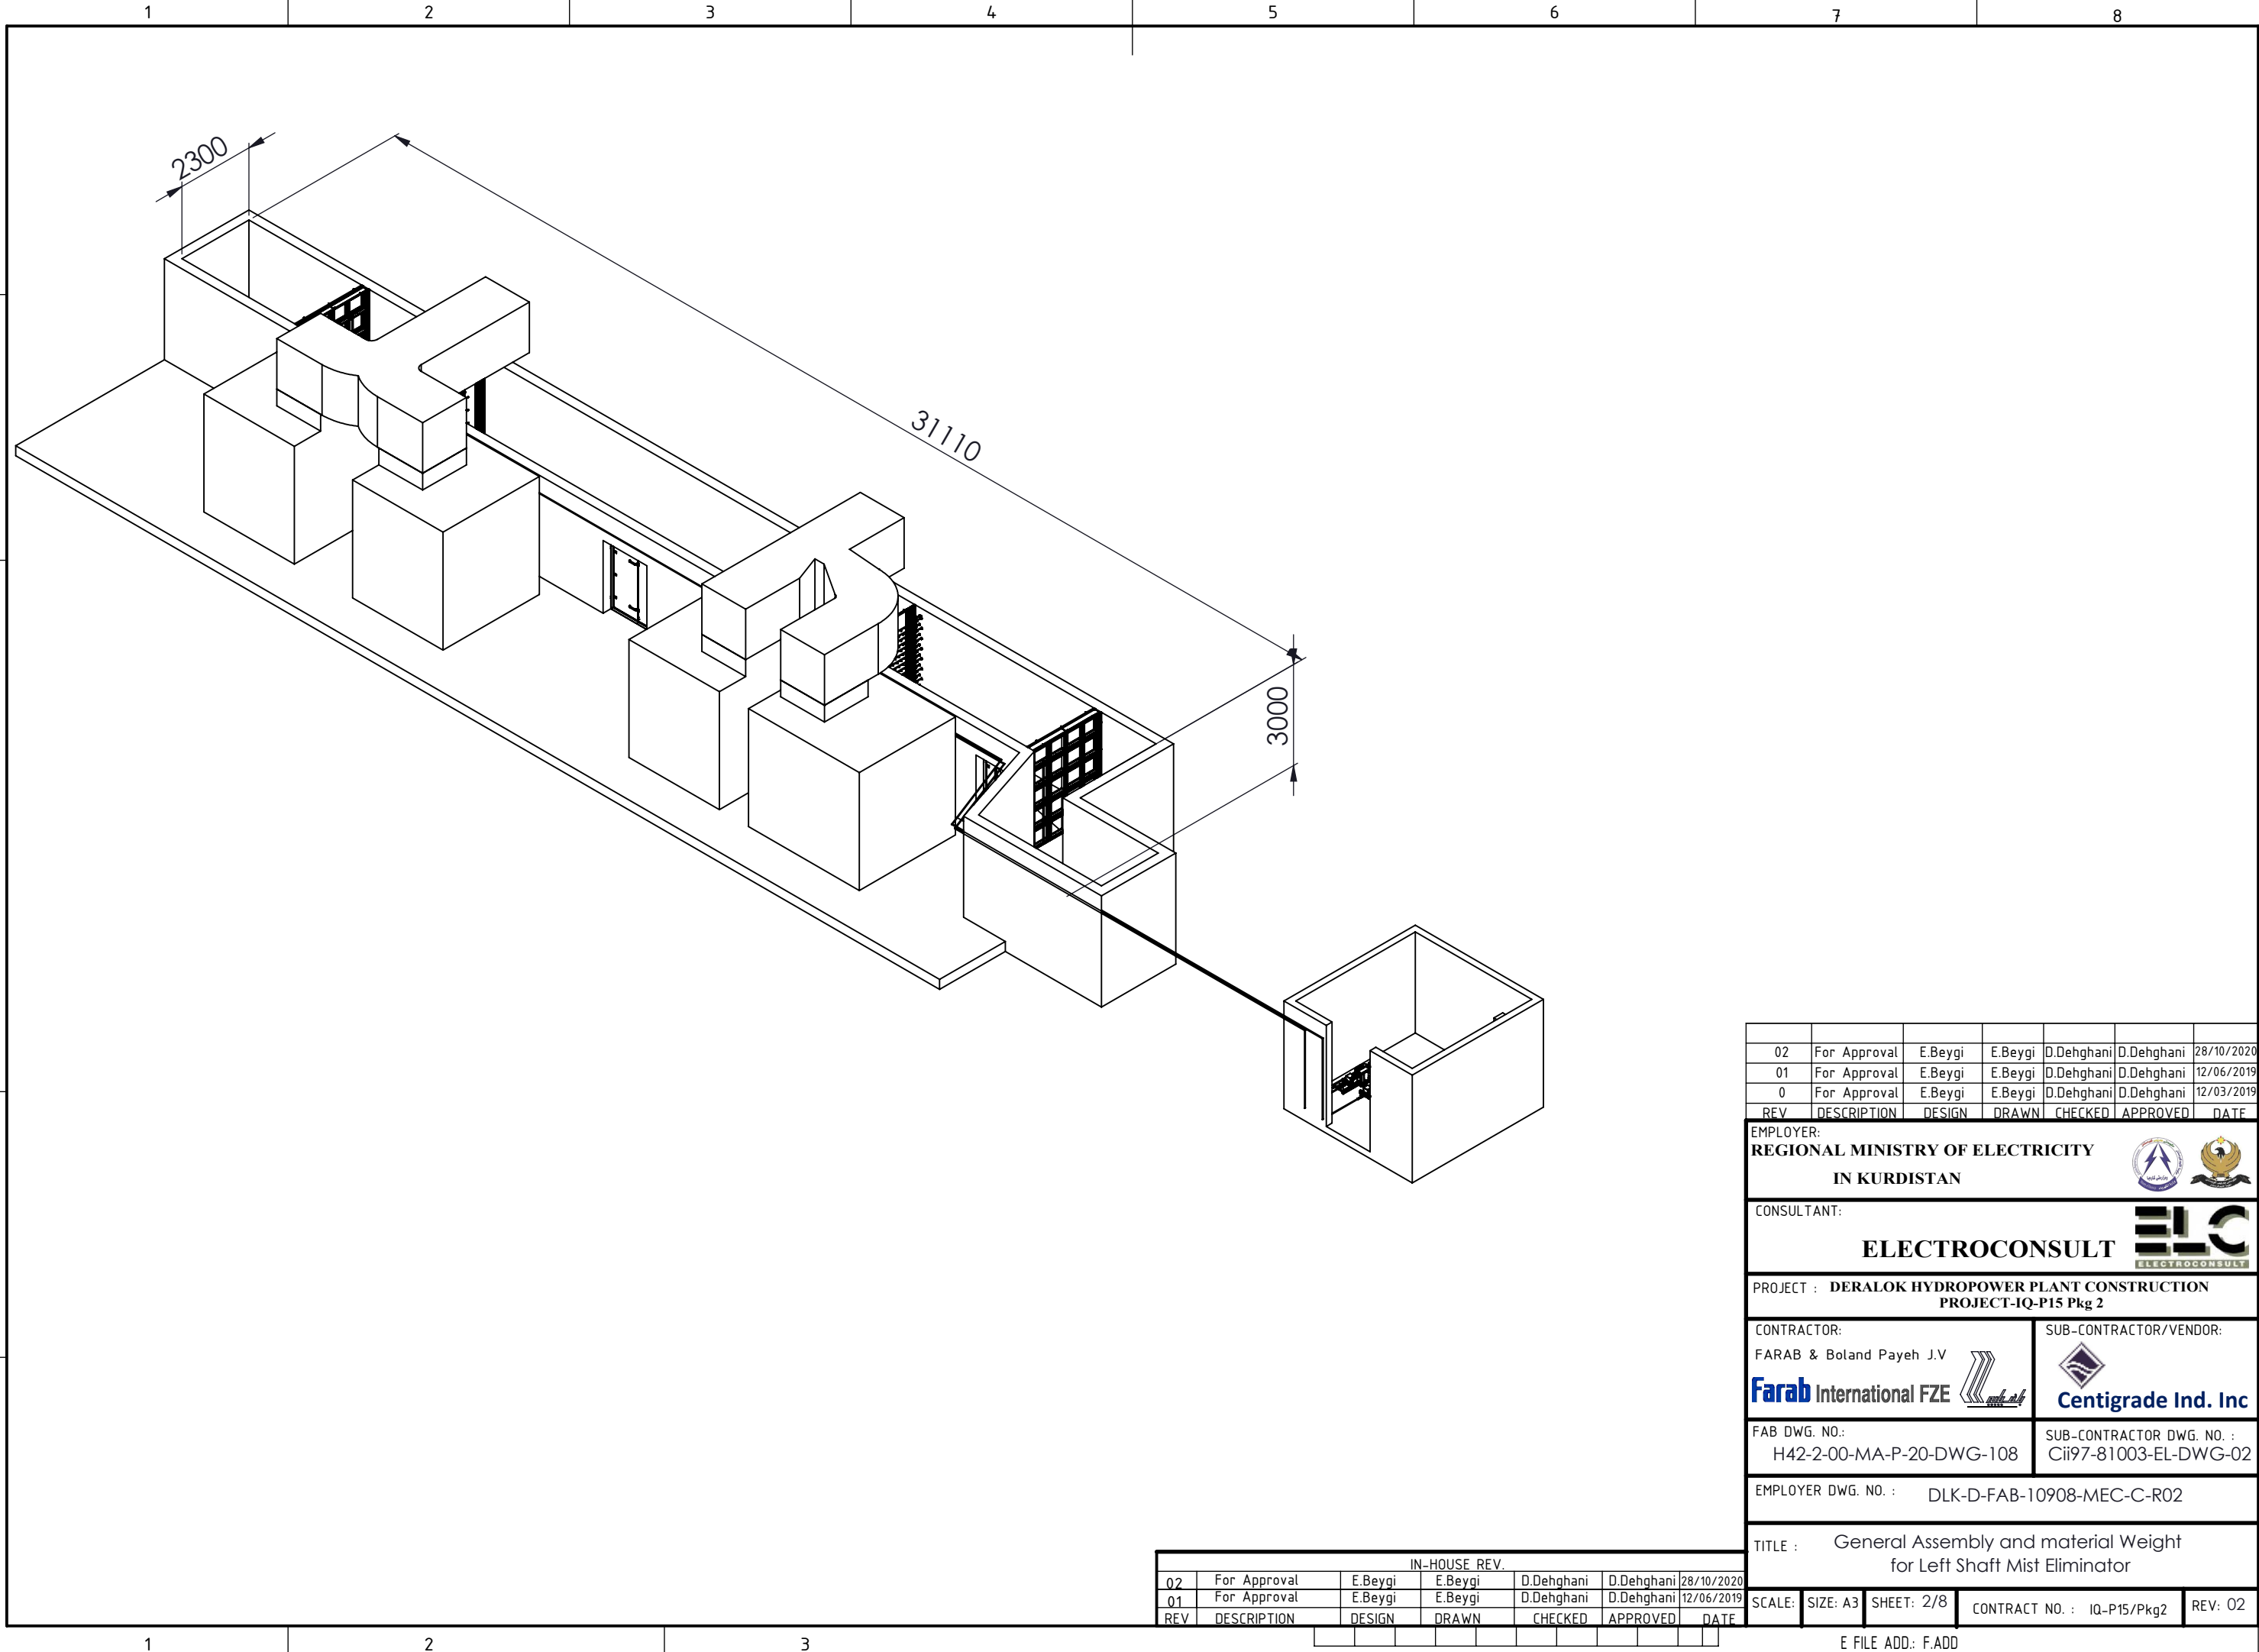 1 2 3 4 5 6 7 8
2300
31110
3000
02 For Approval E.Beygi E.Beygi D.Dehghani D.Dehghani 28/10/2020
01 For Approval E.Beygi E.Beygi D.Dehghani D.Dehghani 12/06/2019
0 For Approval E.Beygi E.Beygi D.Dehghani D.Dehghani 12/03/2019
REV DESCRIPTION DESIGN DRAWN CHECKED APPROVED DATE
EMPLOYER:
REGIONAL MINISTRY OF ELECTRICITY
IN KURDISTAN
CONSULTANT:
ELECTROCONSULT
ELC
ELECTROCONSULT
PROJECT : DERALOK HYDROPOWER PLANT CONSTRUCTION
PROJECT-IQ-P15 Pkg 2
CONTRACTOR:
FARAB & Boland Payeh J.V
Farab International FZE
SUB-CONTRACTOR/VENDOR:
Centigrade Ind. Inc
FAB DWG. NO.:
H42-2-00-MA-P-20-DWG-108
SUB-CONTRACTOR DWG. NO. :
Cii97-81003-EL-DWG-02
EMPLOYER DWG. NO. : DLK-D-FAB-10908-MEC-C-R02
TITLE : General Assembly and material Weight
for Left Shaft Mist Eliminator
SCALE: SIZE: A3 SHEET: 2/8 CONTRACT NO. : IQ-P15/Pkg2 REV: 02
IN-HOUSE REV.
02 For Approval E.Beygi E.Beygi D.Dehghani D.Dehghani 28/10/2020
01 For Approval E.Beygi E.Beygi D.Dehghani D.Dehghani 12/06/2019
REV DESCRIPTION DESIGN DRAWN CHECKED APPROVED DATE
1 2 3
E FILE ADD.: F.ADD